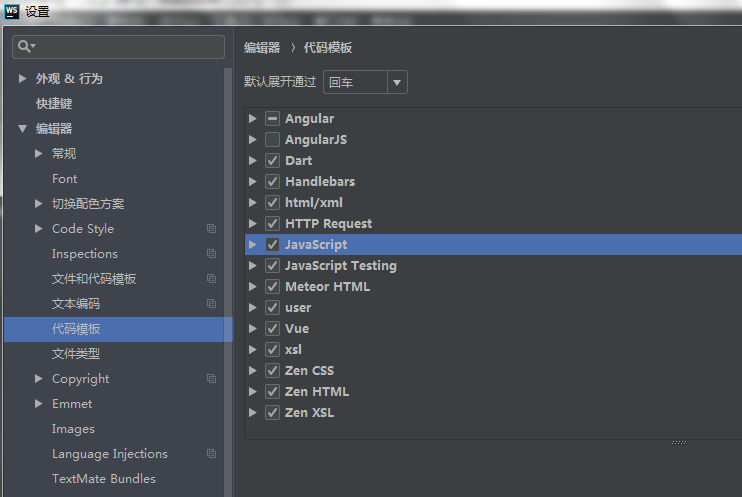 WS 设置
外观 & 行为
快捷键
编辑器
常规
Font
切换配色方案
Code Style
Inspections
文件和代码模板
文本编码
代码模板
文件类型
Copyright
Emmet
Images
Language Injections
TextMate Bundles
编辑器 〉 代码模板
默认展开通过 回车
Angular
AngularJS
Dart
Handlebars
html/xml
HTTP Request
JavaScript
JavaScript Testing
Meteor HTML
user
Vue
xsl
Zen CSS
Zen HTML
Zen XSL